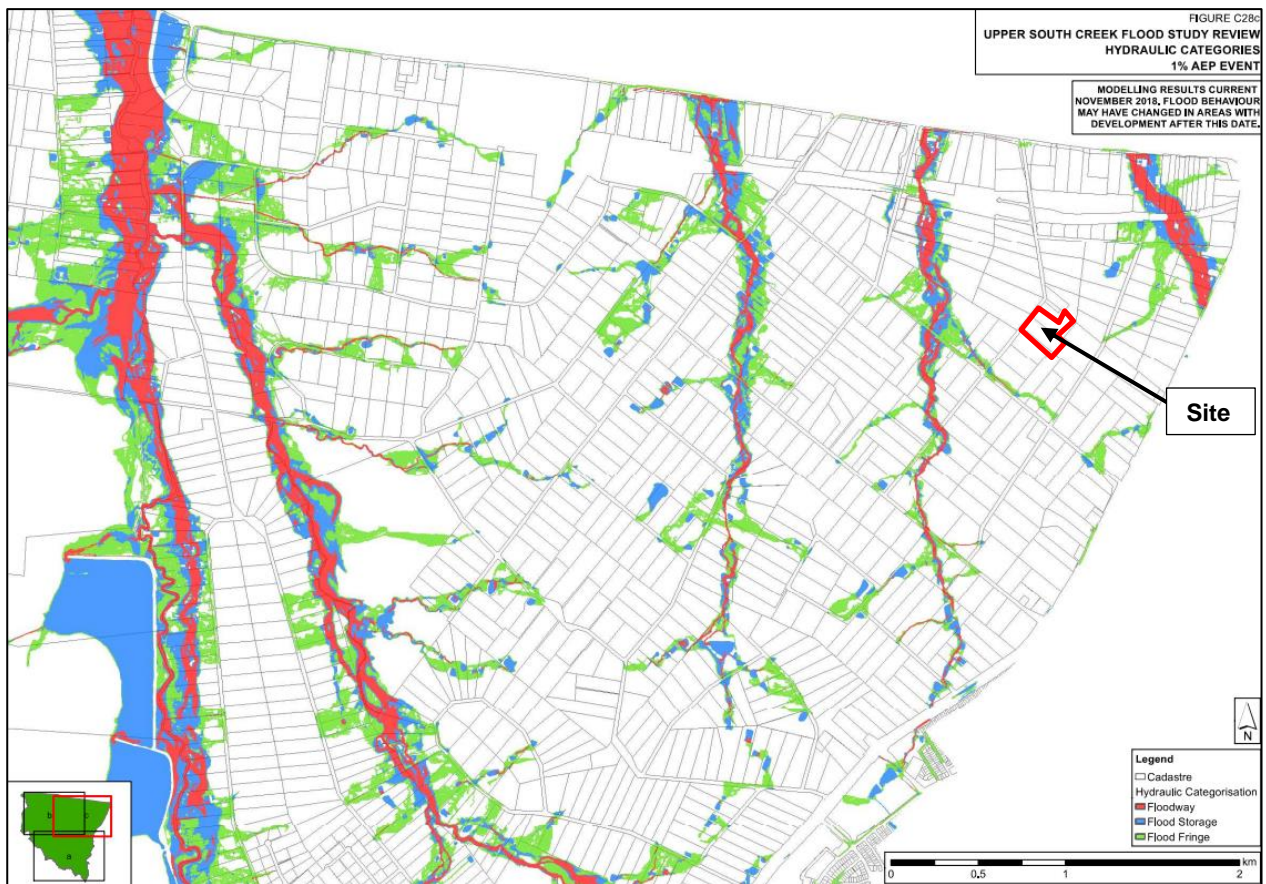 FIGURE C28c
UPPER SOUTH CREEK FLOOD STUDY REVIEW
HYDRAULIC CATEGORIES
1% AEP EVENT
MODELLING RESULTS CURRENT
NOVEMBER 2018, FLOOD BEHAVIOUR
MAY HAVE CHANGED IN AREAS WITH
DEVELOPMENT AFTER THIS DATE.
Site
N
Legend
Cadastre
Hydraulic Categorisation
Floodway
Flood Storage
Flood Fringe
b
c
a
km
0
0.5
1
2